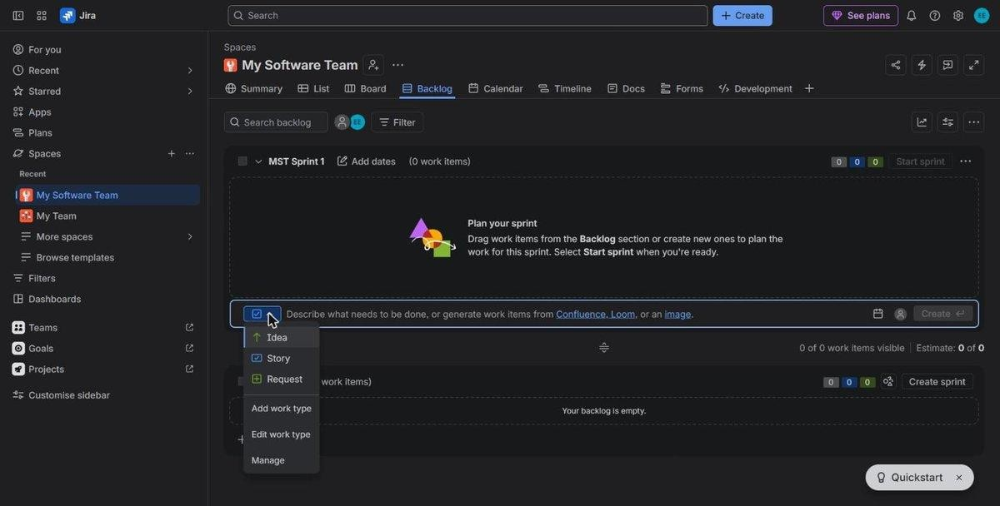 Jira
Search
Create
See plans
EE
For you
Recent
Starred
Apps
Plans
Spaces
Recent
My Software Team
My Team
More spaces
Browse templates
Filters
Dashboards
Teams
Goals
Projects
Customise sidebar
Spaces
My Software Team
Summary
List
Board
Backlog
Calendar
Timeline
Docs
Forms
Development
Search backlog
EE
Filter
MST Sprint 1
Add dates
(0 work items)
0 0 0
Start sprint
Plan your sprint
Drag work items from the Backlog section or create new ones to plan the
work for this sprint. Select Start sprint when you're ready.
Describe what needs to be done, or generate work items from Confluence, Loom, or an image.
Create
Idea
Story
Request
Add work type
Edit work type
Manage
0 of 0 work items visible
Estimate: 0 of 0
work items)
0 0 0
Create sprint
Your backlog is empty.
Quickstart